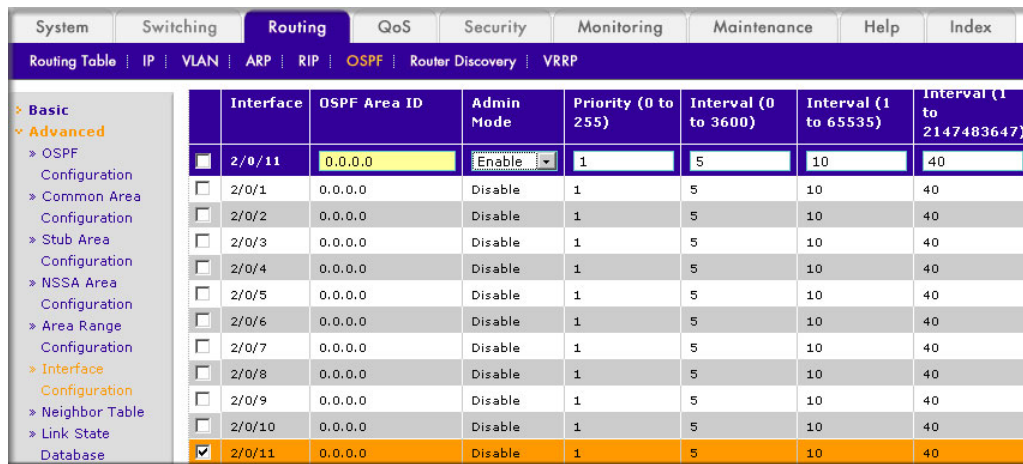 System Switching Routing QoS Security Monitoring Maintenance Help Index
Routing Table IP VLAN ARP RIP OSPF Router Discovery VRRP
Basic
Advanced
» OSPF
Configuration
» Common Area
Configuration
» Stub Area
Configuration
» NSSA Area
Configuration
» Area Range
Configuration
» Interface
Configuration
» Neighbor Table
» Link State
Database
Interface OSPF Area ID Admin Priority (0 to Interval (0 Interval (1 Interval (1
Mode 255) to 3600) to 65535) to
2147483647)
2/0/11 0.0.0.0 Enable 1 5 10 40
2/0/1 0.0.0.0 Disable 1 5 10 40
2/0/2 0.0.0.0 Disable 1 5 10 40
2/0/3 0.0.0.0 Disable 1 5 10 40
2/0/4 0.0.0.0 Disable 1 5 10 40
2/0/5 0.0.0.0 Disable 1 5 10 40
2/0/6 0.0.0.0 Disable 1 5 10 40
2/0/7 0.0.0.0 Disable 1 5 10 40
2/0/8 0.0.0.0 Disable 1 5 10 40
2/0/9 0.0.0.0 Disable 1 5 10 40
2/0/10 0.0.0.0 Disable 1 5 10 40
2/0/11 0.0.0.0 Disable 1 5 10 40